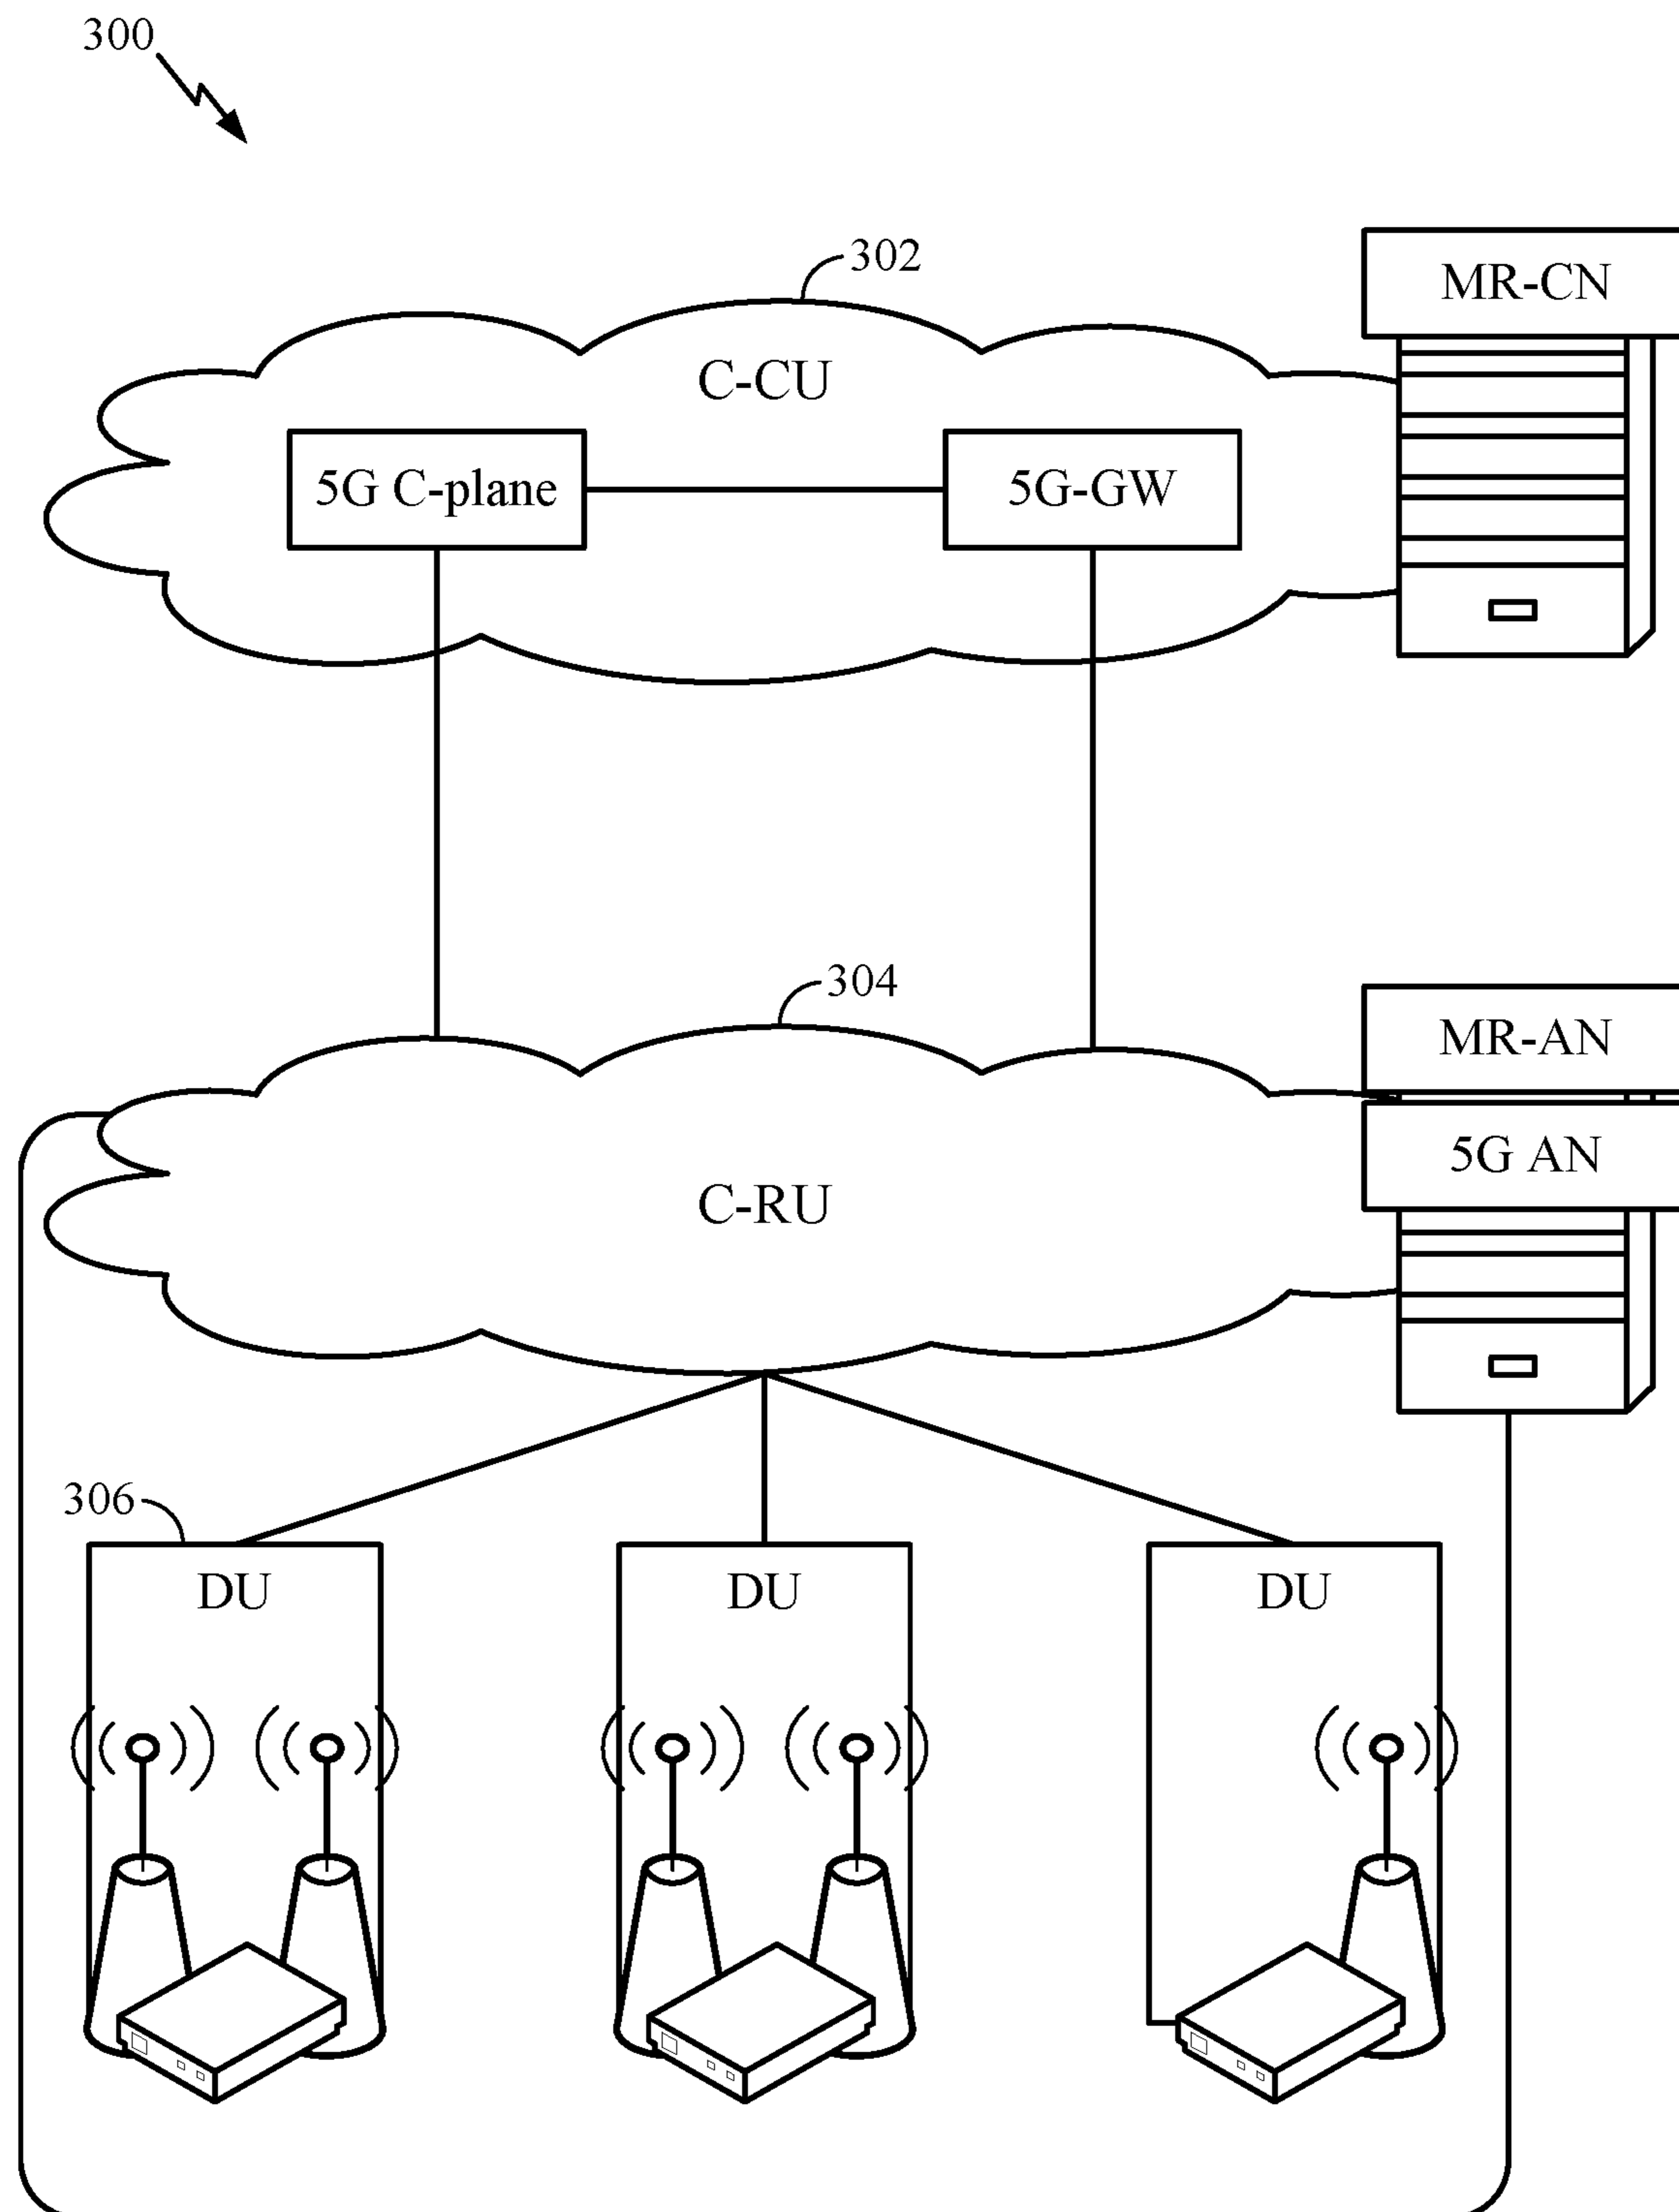 300
302
MR-CN
C-CU
5G C-plane
5G-GW
304
MR-AN
5G AN
C-RU
306
DU
DU
DU